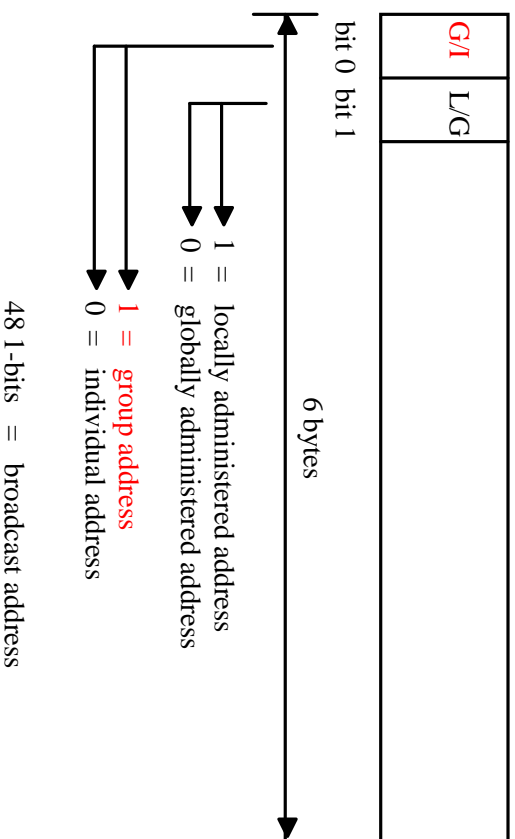 G/I L/G
bit 0 bit 1
6 bytes
1 = locally administered address
0 = globally administered address
1 = group address
0 = individual address
48 1-bits = broadcast address